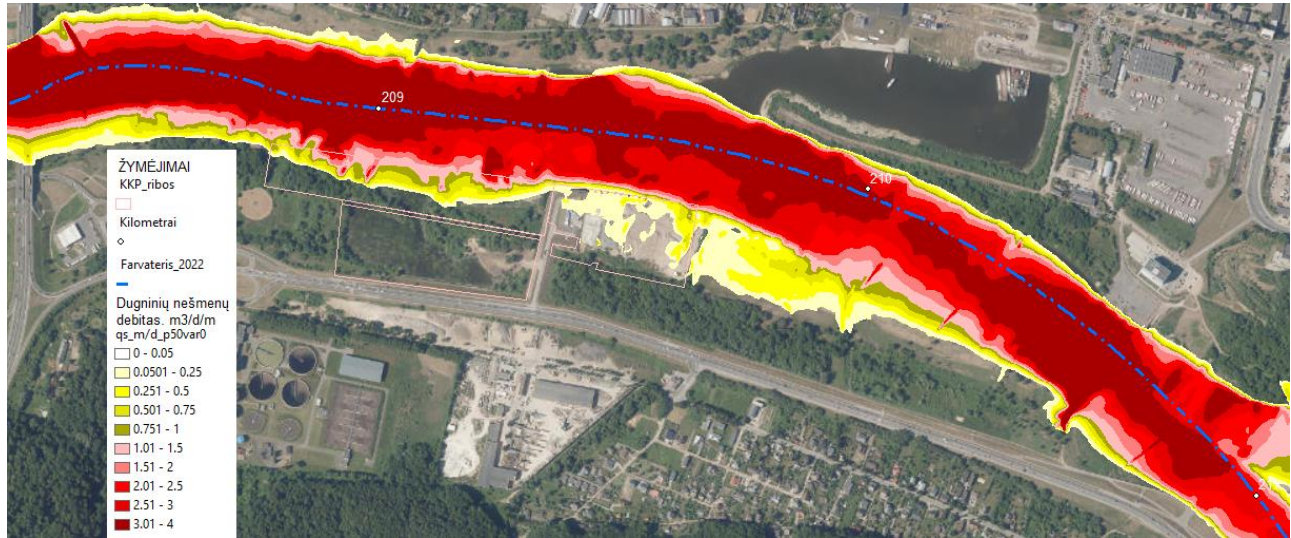 209
210
ŽYMĖJIMAI
KKP_ribos
Kilometrai
Farvateris_2022
Dugninių nešmenų
debitas. m3/d/m
qs_m/d_p50var0
0 - 0.05
0.0501 - 0.25
0.251 - 0.5
0.501 - 0.75
0.751 - 1
1.01 - 1.5
1.51 - 2
2.01 - 2.5
2.51 - 3
3.01 - 4